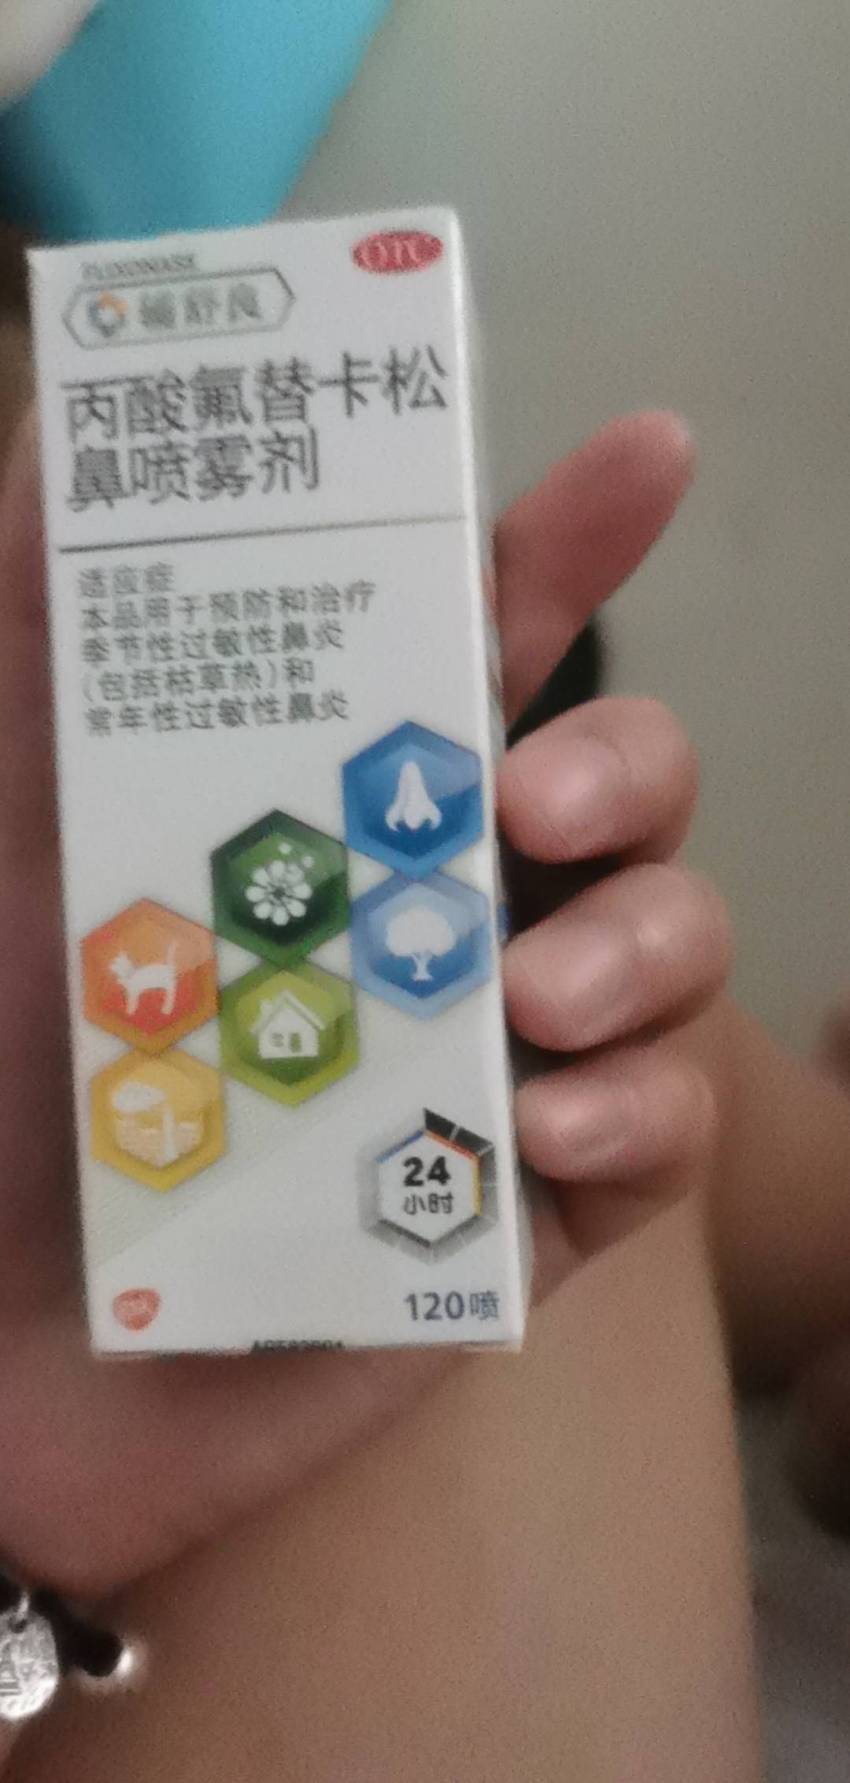 FLIXONASE
OTC
辅舒良
丙酸氟替卡松
鼻喷雾剂
适应症
本品用于预防和治疗
季节性过敏性鼻炎
(包括枯草热)和
常年性过敏性鼻炎
24
小时
gsk
120喷